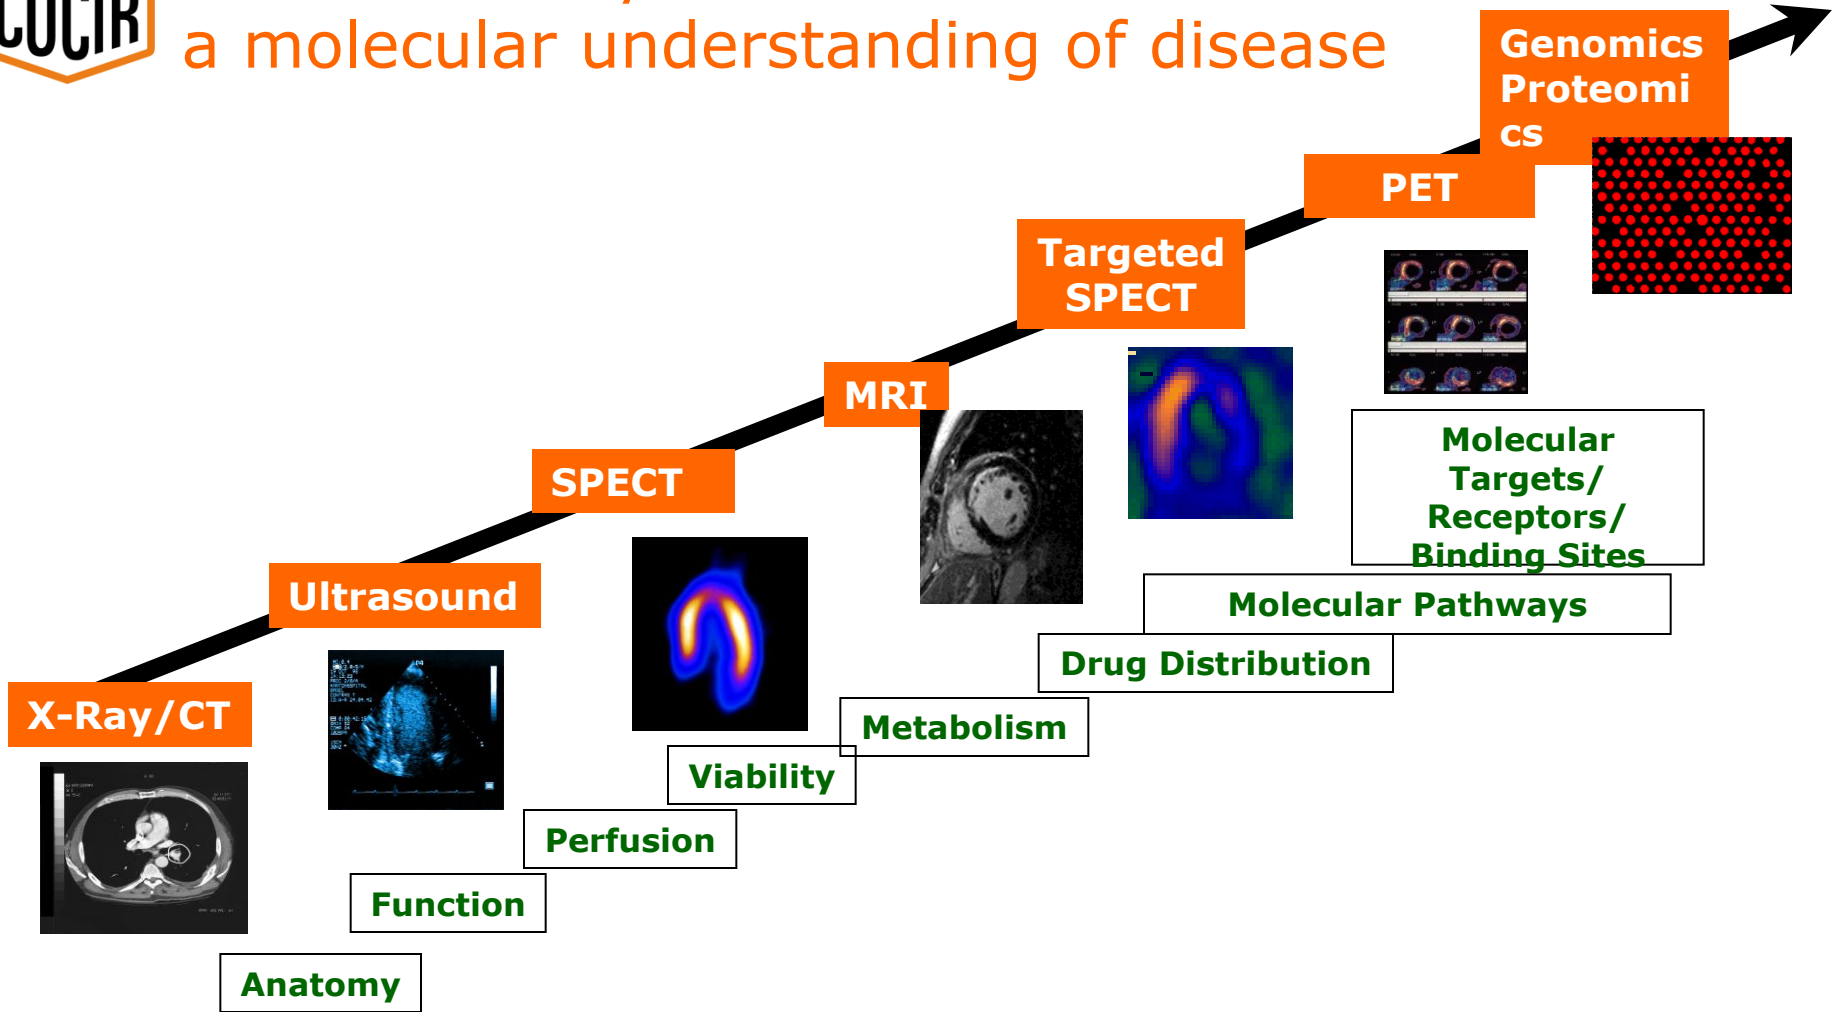 COCIR
a molecular understanding of disease
Genomics
Proteomi
cs
PET
Targeted
SPECT
MRI
SPECT
Ultrasound
X-Ray/CT
Molecular
Targets/
Receptors/
Binding Sites
Molecular Pathways
Drug Distribution
Metabolism
Viability
Perfusion
Function
Anatomy